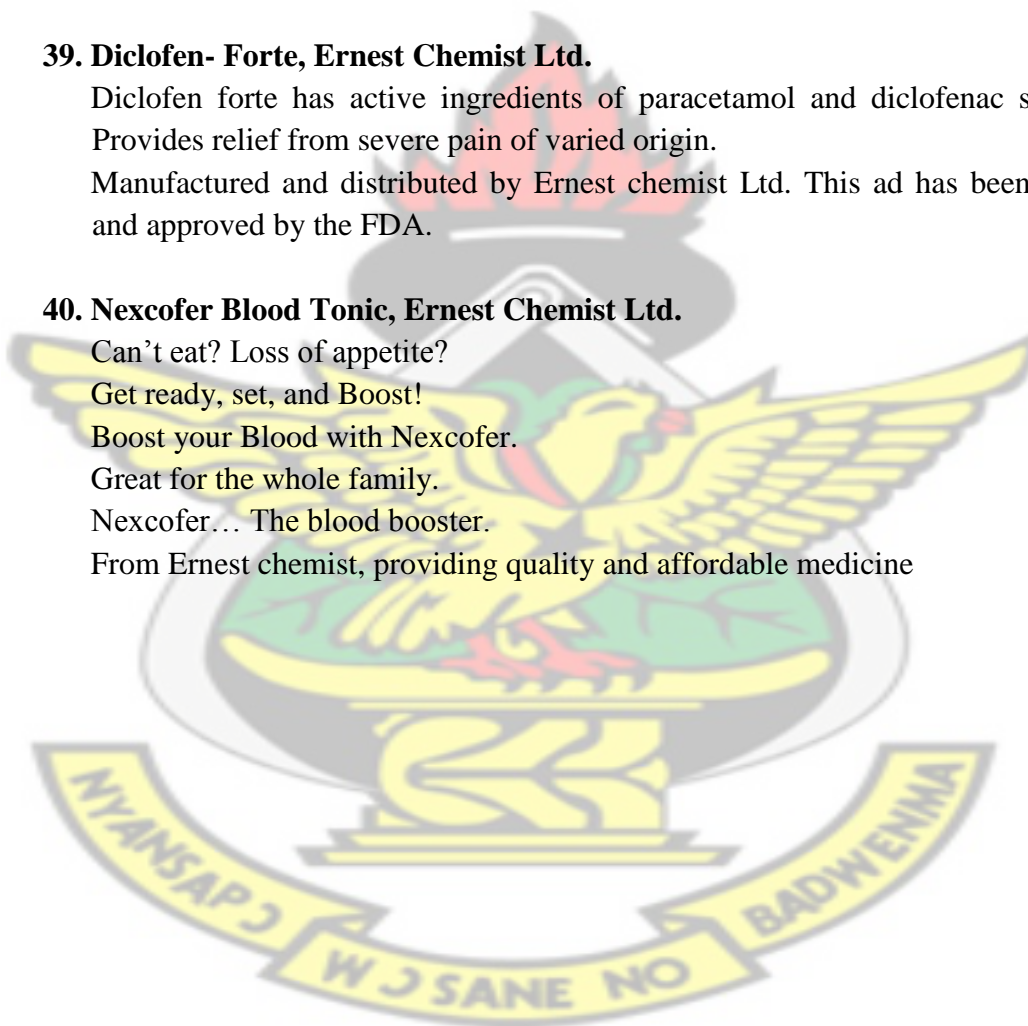 39. Diclofen- Forte, Ernest Chemist Ltd.
Diclofen forte has active ingredients of paracetamol and diclofenac s
Provides relief from severe pain of varied origin.
Manufactured and distributed by Ernest chemist Ltd. This ad has been
and approved by the FDA.
40. Nexcofer Blood Tonic, Ernest Chemist Ltd.
Can’t eat? Loss of appetite?
Get ready, set, and Boost!
Boost your Blood with Nexcofer.
Great for the whole family.
Nexcofer… The blood booster.
From Ernest chemist, providing quality and affordable medicine
NYANSAPƆ
WƆSANE NO
BADWENMA